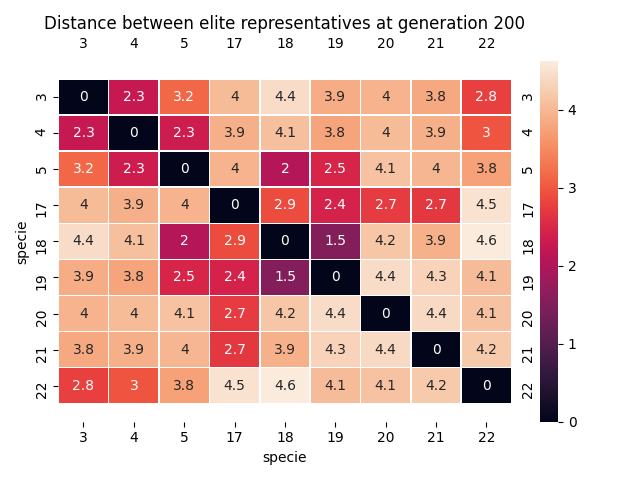 Distance between elite representatives at generation 200
3 4 5 17 18 19 20 21 22
3 0 2.3 3.2 4 4.4 3.9 4 3.8 2.8 3
4 2.3 0 2.3 3.9 4.1 3.8 4 3.9 3 4
5 3.2 2.3 0 4 2 2.5 4.1 4 3.8 5
17 4 3.9 4 0 2.9 2.4 2.7 2.7 4.5 17
18 4.4 4.1 2 2.9 0 1.5 4.2 3.9 4.6 18
19 3.9 3.8 2.5 2.4 1.5 0 4.4 4.3 4.1 19
20 4 4 4.1 2.7 4.2 4.4 0 4.4 4.1 20
21 3.8 3.9 4 2.7 3.9 4.3 4.4 0 4.2 21
22 2.8 3 3.8 4.5 4.6 4.1 4.1 4.2 0 22
3 4 5 17 18 19 20 21 22
specie
specie
4
3
2
1
0